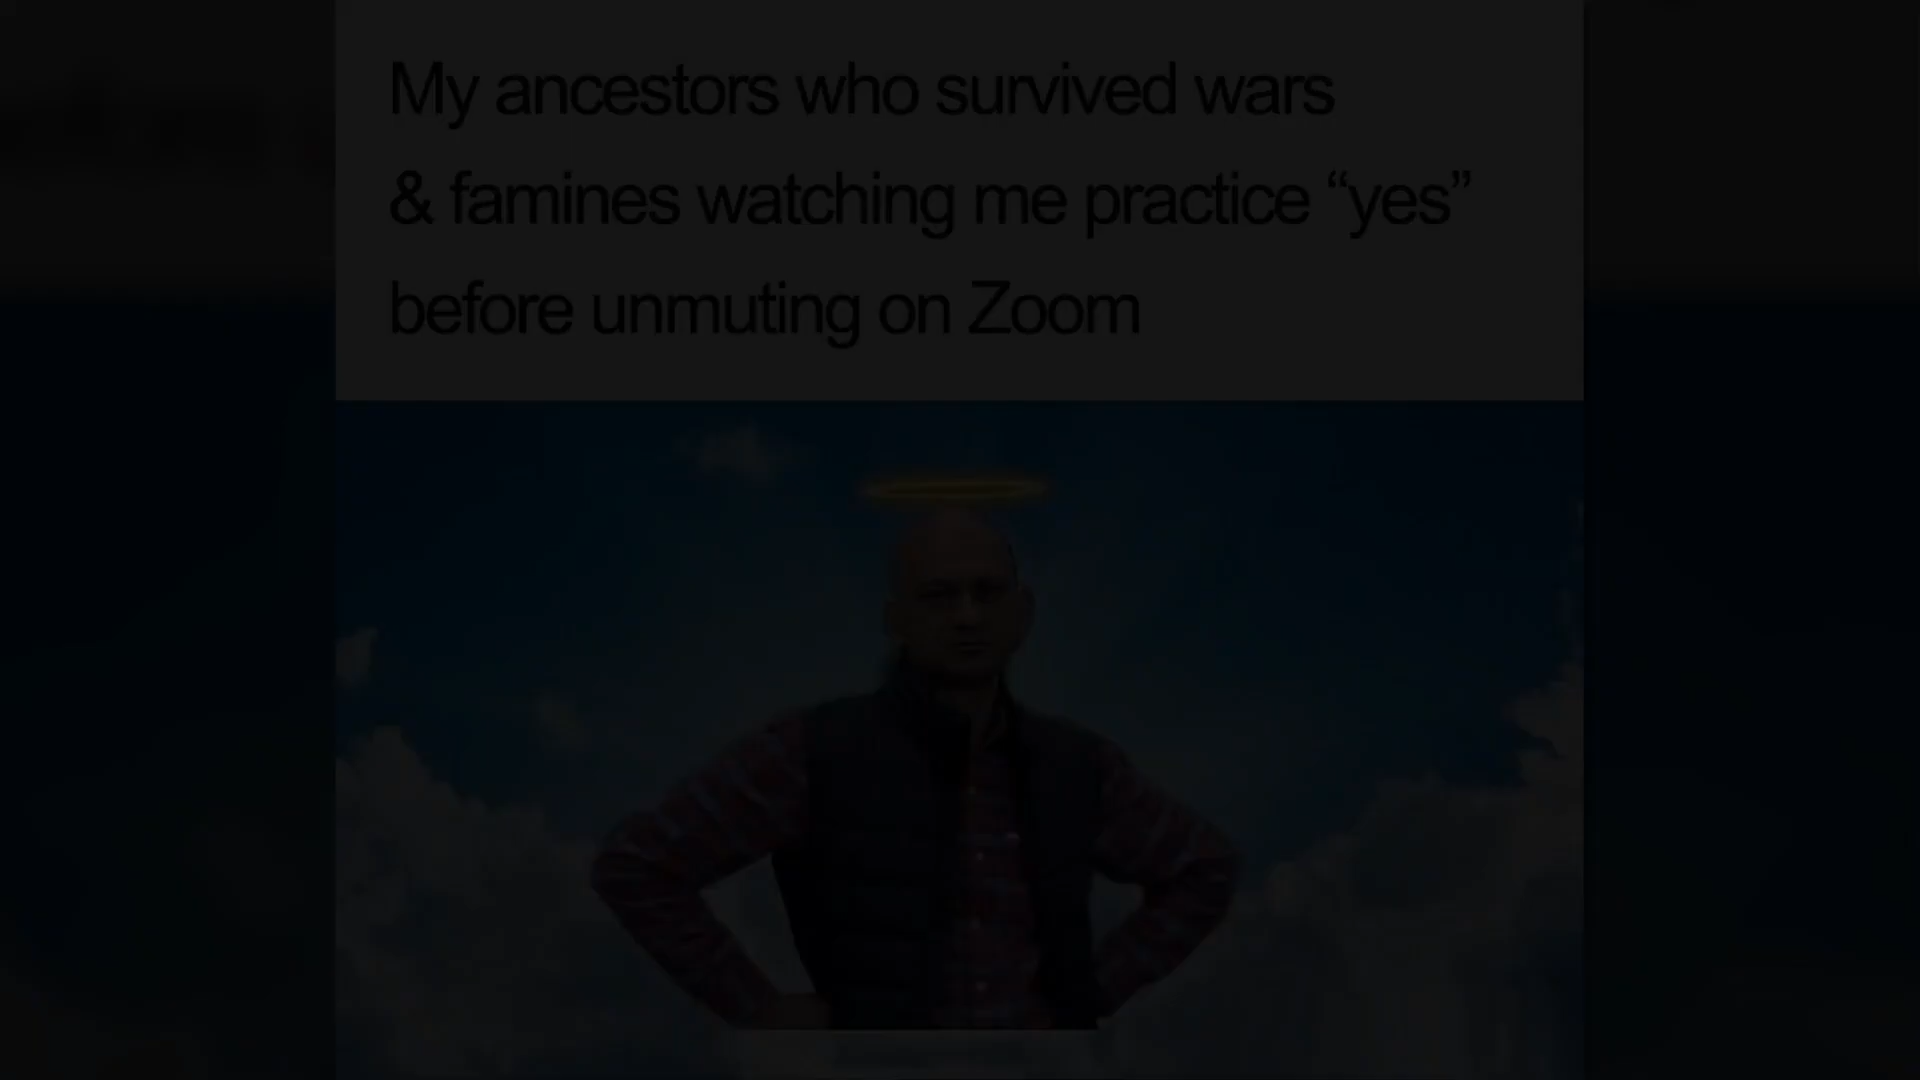 My ancestors who survived wars
& famines watching me practice “yes”
before unmuting on Zoom